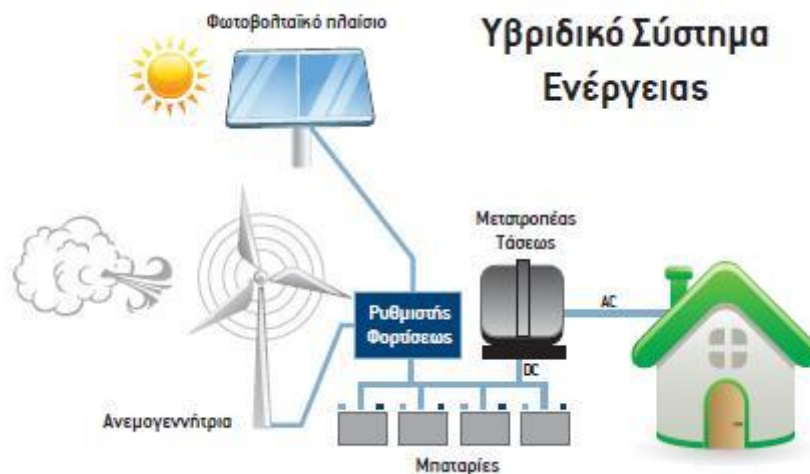 Φωτοβολταϊκό πλαίσιο
Υβριδικό Σύστημα
Ενέργειας
Μετατροπέας
Τάσεως
AC
Ρυθμιστής
Φορτίσεως
DC
Ανεμογεννήτρια
Μπαταρίες